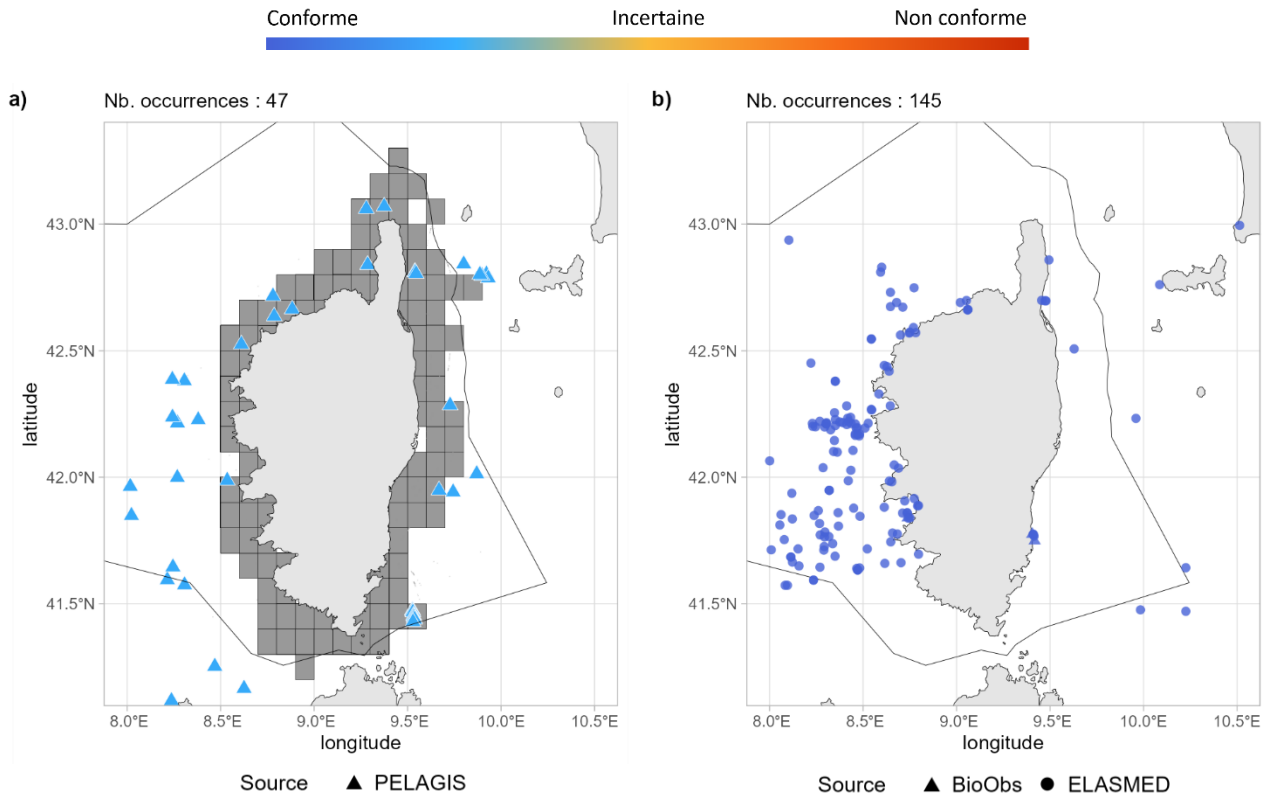 Conforme Incertaine Non conforme
a) Nb. occurrences : 47
b) Nb. occurrences : 145
latitude
43.0°N
42.5°N
42.0°N
41.5°N
8.0°E 8.5°E 9.0°E 9.5°E 10.0°E 10.5°E
longitude
Source PELAGIS
latitude
43.0°N
42.5°N
42.0°N
41.5°N
8.0°E 8.5°E 9.0°E 9.5°E 10.0°E 10.5°E
longitude
Source BioObs ELASMED